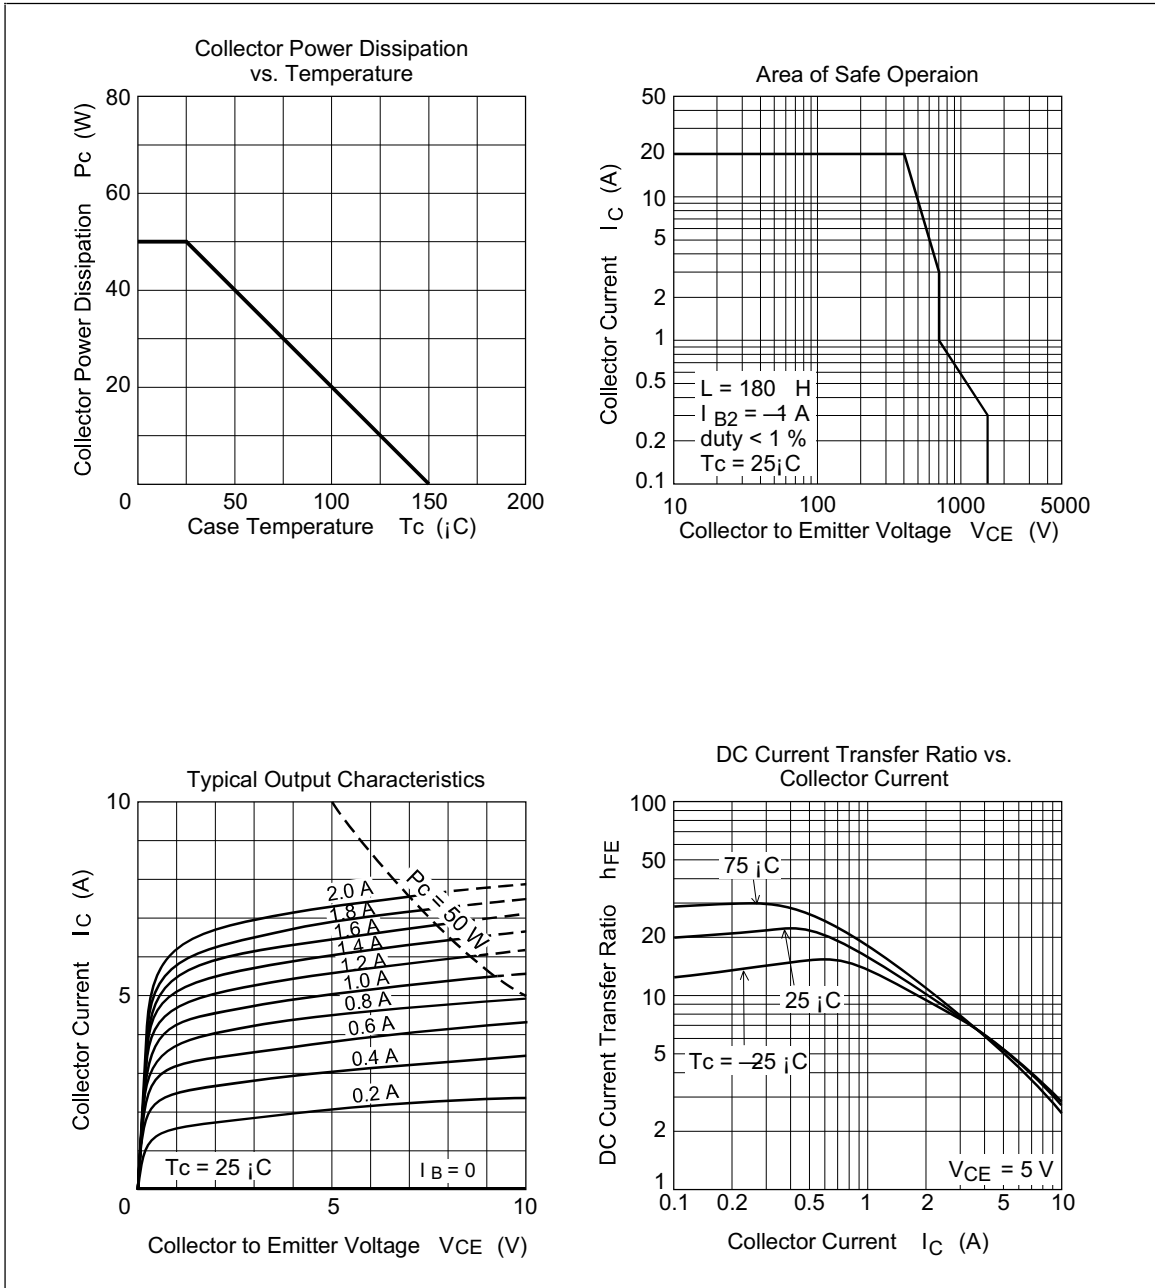 Collector Power Dissipation
vs. Temperature
80
60
40
20
0
50
100
150
200
Collector Power Dissipation Pc (W)
Case Temperature Tc (¡C)
Area of Safe Operaion
50
20
10
5
2
1
0.5
0.2
0.1
10
100
1000
5000
Collector Current IC (A)
L = 180 H
I B2 = –1 A
duty < 1 %
Tc = 25¡C
Collector to Emitter Voltage VCE (V)
Typical Output Characteristics
10
5
0
5
10
Collector Current IC (A)
2.0 A
1.8 A
1.6 A
1.4 A
1.2 A
1.0 A
0.8 A
0.6 A
0.4 A
0.2 A
Pc = 50 W
Tc = 25 ¡C
I B = 0
Collector to Emitter Voltage VCE (V)
DC Current Transfer Ratio vs.
Collector Current
100
50
20
10
5
2
1
0.1
0.2
0.5
1
2
5
10
DC Current Transfer Ratio hFE
75 ¡C
25 ¡C
Tc = –25 ¡C
VCE = 5 V
Collector Current IC (A)